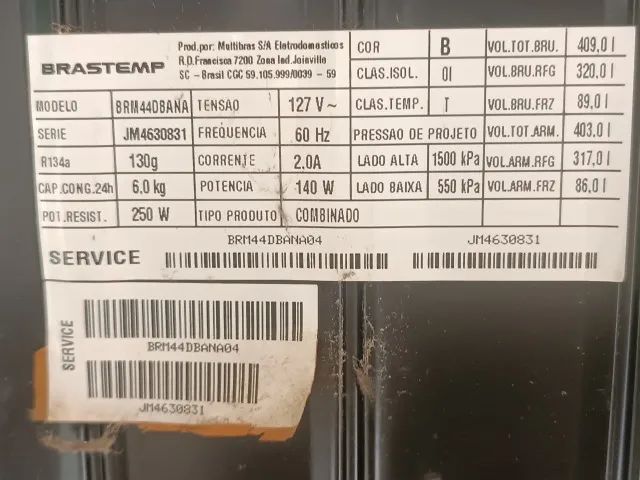 BRASTEMP
Prod.por: Multibras S/A Eletrodomesticos
R.D.Francisca 7200 Zona Ind.Joinville
SC - Brasil CGC 59.105.999/0039 - 59
COR B VOL.TOT.BRU. 409,0 l
CLAS.ISOL. 01 VOL.BRU.RFG 320,0 l
MODELO BRM44DBANA TENSAO 127 V~ CLAS.TEMP. T VOL.BRU.FRZ 89,0 l
SERIE JM4630831 FREQUENCIA 60 Hz PRESSAO DE PROJETO VOL.TOT.ARM. 403,0 l
R134a 130g CORRENTE 2.0A LADO ALTA 1500 kPa VOL.ARM.RFG 317,0 l
CAP.CONG.24h 6,0 kg POTENCIA 140 W LADO BAIXA 550 kPa VOL.ARM.FRZ 86,0 l
POT.RESIST. 250 W TIPO PRODUTO COMBINADO
BRM44DBANA04 JM4630831
SERVICE
SERVICE
BRM44DBANA04
JM4630831